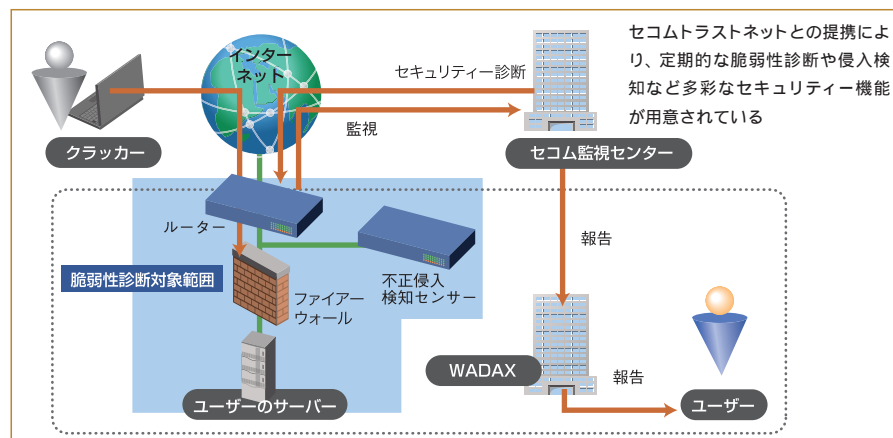 セコムトラストネットとの提携によ
り、定期的な脆弱性診断や侵入検
知など多彩なセキュリティー機能
が用意されている
インター
ネット
セキュリティー診断
監視
クラッカー
セコム監視センター
ルーター
報告
脆弱性診断対象範囲
不正侵入
検知センサー
ファイアー
ウォール
WADAX
報告
ユーザーのサーバー
ユーザー